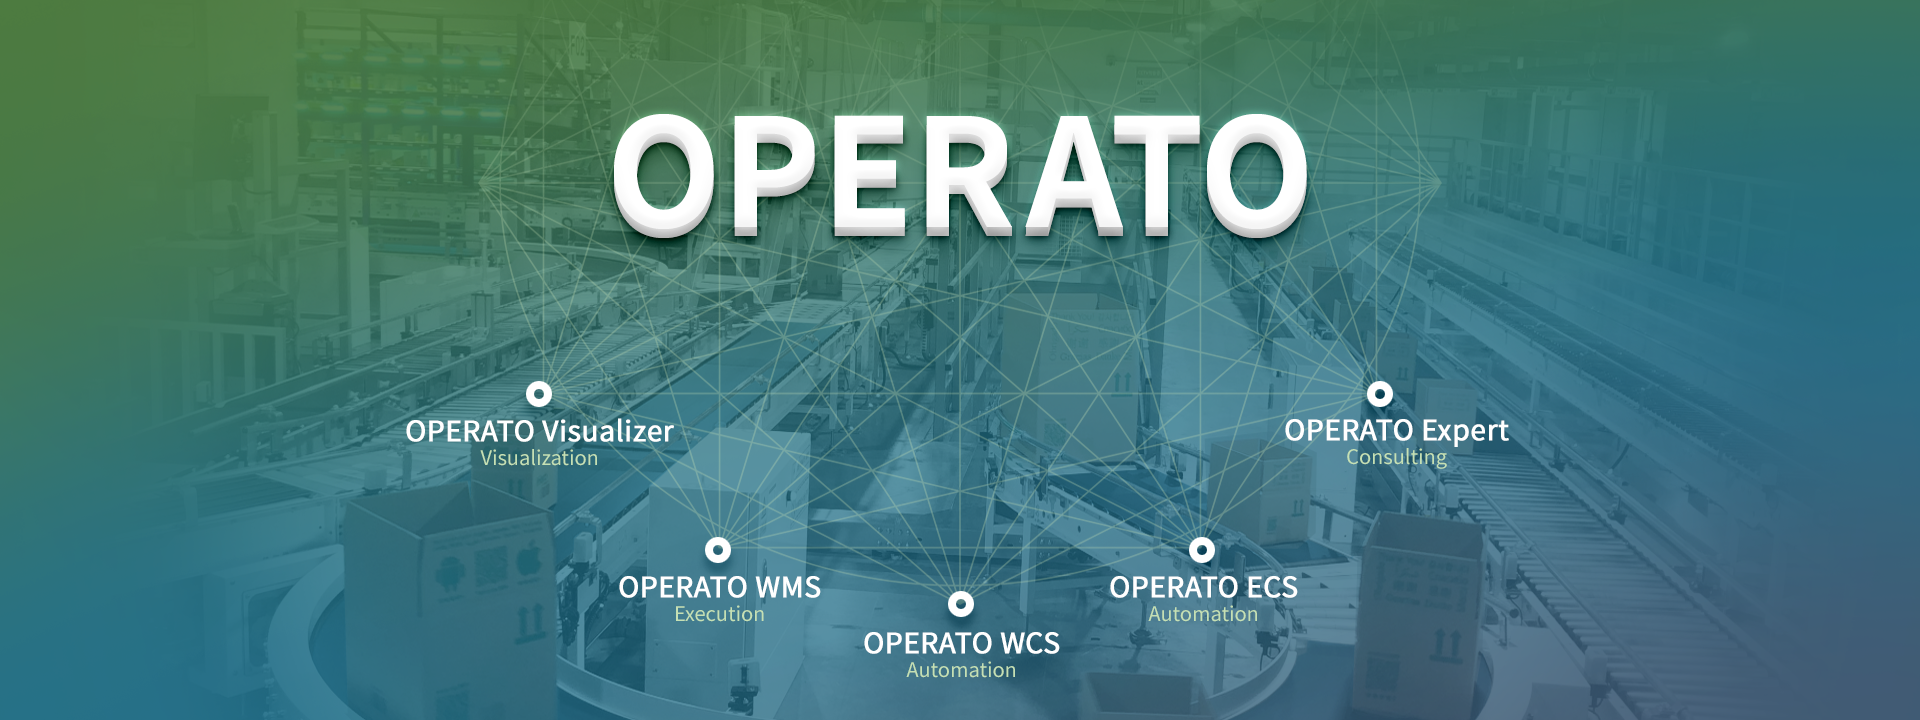 OPERATO
OPERATO Visualizer
Visualization
OPERATO WMS
Execution
OPERATO WCS
Automation
OPERATO ECS
Automation
OPERATO Expert
Consulting